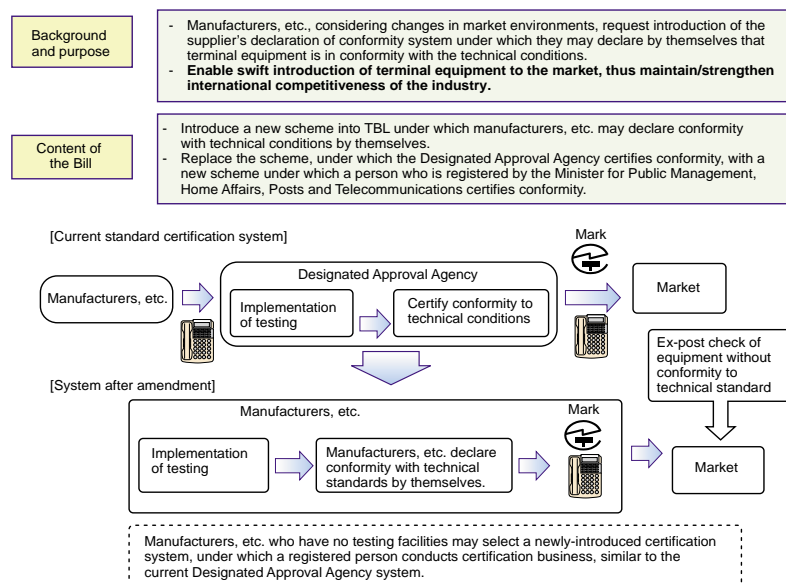 Background
and purpose
- Manufacturers, etc., considering changes in market environments, request introduction of the
supplier's declaration of conformity system under which they may declare by themselves that
terminal equipment is in conformity with the technical conditions.
- Enable swift introduction of terminal equipment to the market, thus maintain/strengthen
international competitiveness of the industry.
Content of
the Bill
- Introduce a new scheme into TBL under which manufacturers, etc. may declare conformity
with technical conditions by themselves.
- Replace the scheme, under which the Designated Approval Agency certifies conformity, with a
new scheme under which a person who is registered by the Minister for Public Management,
Home Affairs, Posts and Telecommunications certifies conformity.
[Current standard certification system]
Mark
Manufacturers, etc.
Designated Approval Agency
Implementation
of testing
Certify conformity to
technical conditions
Market
Ex-post check of
equipment without
conformity to
technical standard
[System after amendment]
Manufacturers, etc.
Mark
Implementation
of testing
Manufacturers, etc. declare
conformity with technical
standards by themselves.
Market
Manufacturers, etc. who have no testing facilities may select a newly-introduced certification
system, under which a registered person conducts certification business, similar to the
current Designated Approval Agency system.